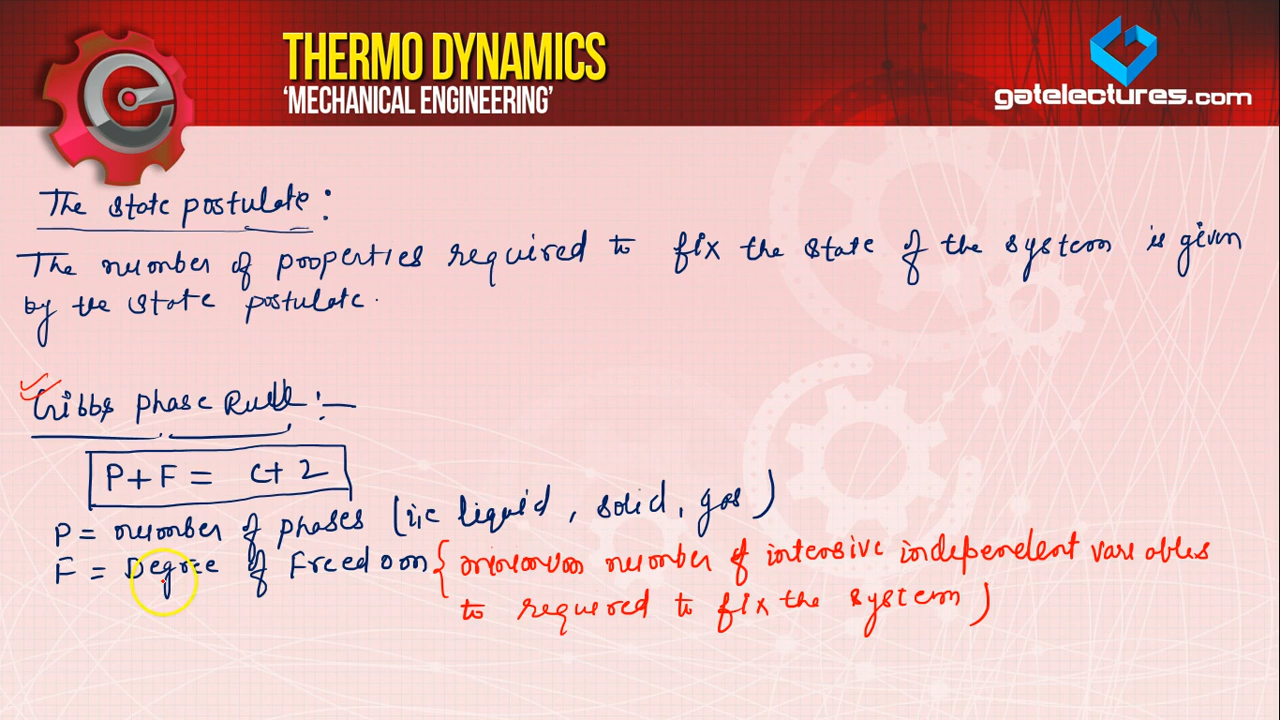 THERMO DYNAMICS
'MECHANICAL ENGINEERING'
gatelectures.com
The state postulate:
The number of properties required to fix the state of the system is given
by the state postulate.
Gibbs phase Rule :-
P+F = C+2
P = number of phases (i,e liquid, solid, gas)
F = Degree of Freedom { minimum number of intensive independent variables
to required to fix the system )